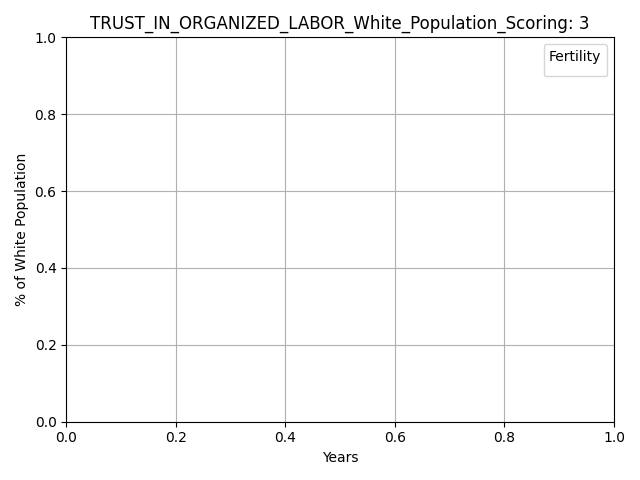 TRUST_IN_ORGANIZED_LABOR_White_Population_Scoring: 3
Fertility
% of White Population
1.0
0.8
0.6
0.4
0.2
0.0
0.0 0.2 0.4 0.6 0.8 1.0
Years